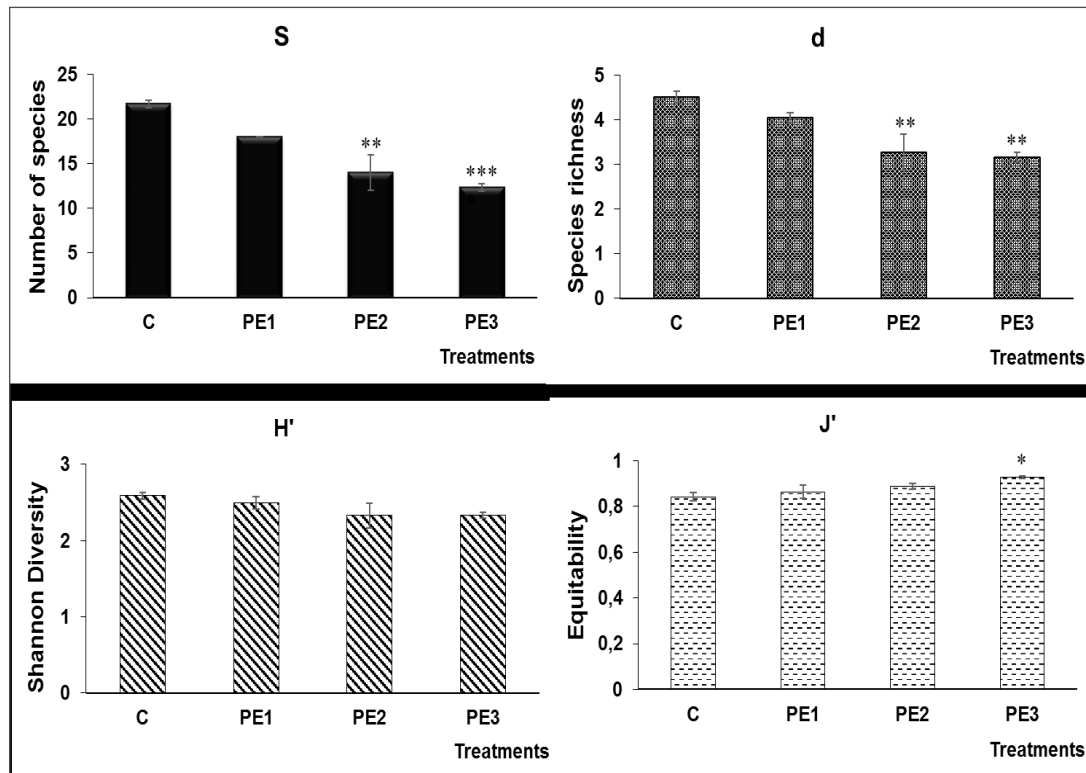 S
Number of species
25
20
15
10
5
0
**
***
C PE1 PE2 PE3
Treatments
d
Species richness
5
4
3
2
1
0
**
**
C PE1 PE2 PE3
Treatments
H'
Shannon Diversity
3
2
1
0
C PE1 PE2 PE3
Treatments
J'
Equitability
1
0,8
0,6
0,4
0,2
0
*
C PE1 PE2 PE3
Treatments